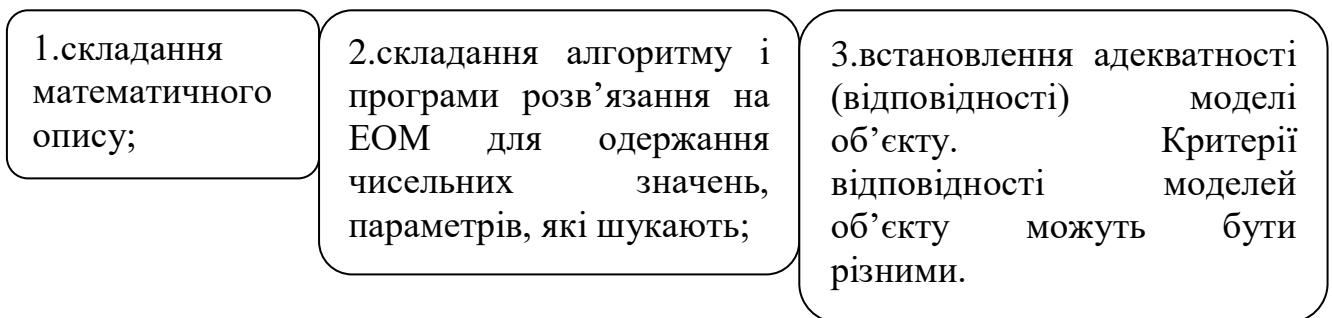 1.складання
математичного
опису;
2.складання алгоритму і
програми розв’язання на
ЕОМ для одержання
чисельних значень,
параметрів, які шукають;
3.встановлення адекватності
(відповідності) моделі
об’єкту. Критерії
відповідності моделей
об’єкту можуть бути
різними.